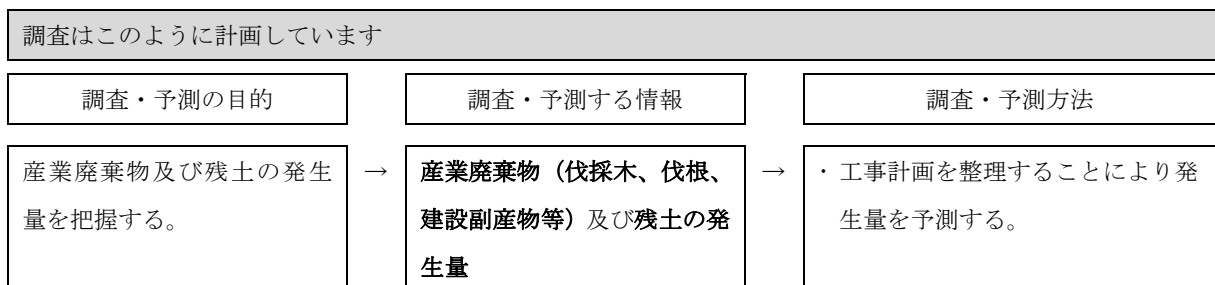 調査はこのように計画しています
調査・予測の目的
調査・予測する情報
調査・予測方法
産業廃棄物及び残土の発生
量を把握する。
→
産業廃棄物（伐採木、伐根、
建設副産物等）及び残土の発
生量
→
・工事計画を整理することにより発
生量を予測する。